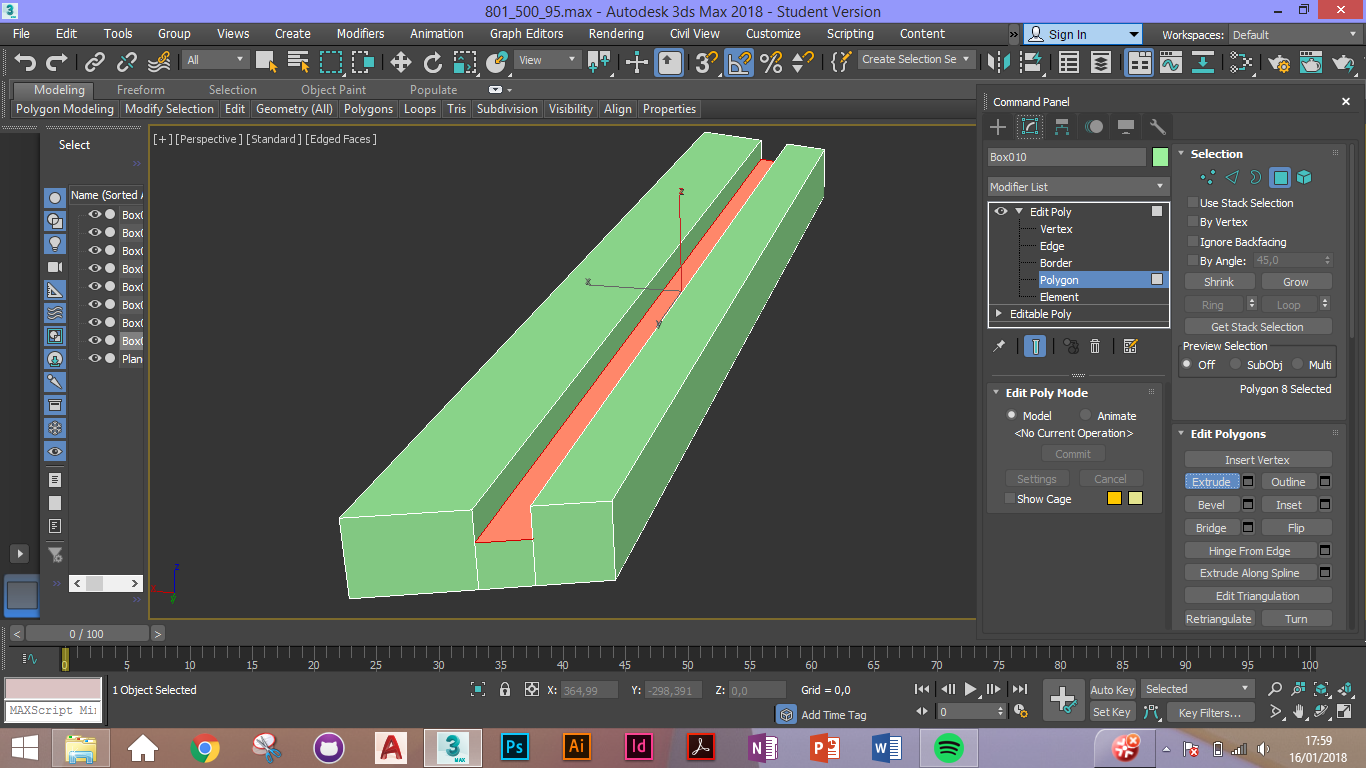 801_500_95.max - Autodesk 3ds Max 2018 - Student Version
File Edit Tools Group Views Create Modifiers Animation Graph Editors Rendering Civil View Customize Scripting Content » Sign In Workspaces: Default
All View Create Selection Se
Modeling Freeform Selection Object Paint Populate
Polygon Modeling Modify Selection Edit Geometry (All) Polygons Loops Tris Subdivision Visibility Align Properties
Select
Name (Sorted A
Box0
Box0
Box0
Box0
Box0
Box0
Box0
Box0
Plan
[+] [Perspective ] [Standard ] [Edged Faces ]
z
x
y
z
y
Command Panel
Box010
Modifier List
Edit Poly
Vertex
Edge
Border
Polygon
Element
Editable Poly
Edit Poly Mode
Model Animate
<No Current Operation>
Commit
Settings Cancel
Show Cage
Selection
Use Stack Selection
By Vertex
Ignore Backfacing
By Angle: 45,0
Shrink Grow
Ring Loop
Get Stack Selection
Preview Selection
Off SubObj Multi
Polygon 8 Selected
Edit Polygons
Insert Vertex
Extrude Outline
Bevel Inset
Bridge Flip
Hinge From Edge
Extrude Along Spline
Edit Triangulation
Retriangulate Turn
< 0 / 100 >
0 5 10 15 20 25 30 35 40 45 50 55 60 65 70 75 80 85 90 95 100
1 Object Selected X: 364,99 Y: -298,391 Z: 0,0 Grid = 0,0 Auto Key Selected
MAXScript Mi Add Time Tag 0 Set Key Key Filters...
3 MAX Ps Ai Id N P W
17:59
16/01/2018